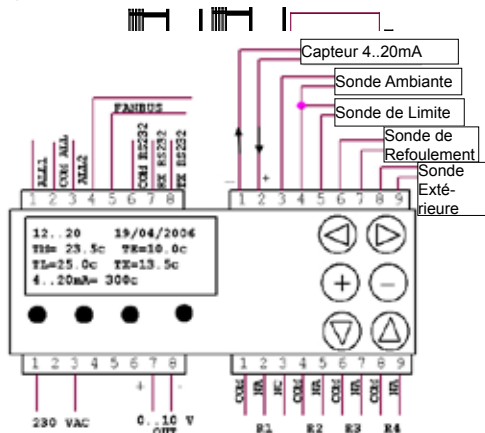 Capteur 4..20mA
Sonde Ambiante
Sonde de Limite
Sonde de
Refoulement
Sonde
Exté-
rieure
FANBUS
ALL1
COM ALL
ALL2
COM RS232
RX RS232
TX RS232
- +
1 2 3 4 5 6 7 8
1 2 3 4 5 6 7 8 9
12..20 19/04/2006
TH= 23.5c TE=10.0c
TL=25.0c TX=13.5c
4..20mA= 300c
+ -
1 2 3 4 5 6 7 8
1 2 3 4 5 6 7 8 9
+ -
230 VAC
0..10 V
OUT
COM NA NC COM NA COM NA COM NA
R1 R2 R3 R4